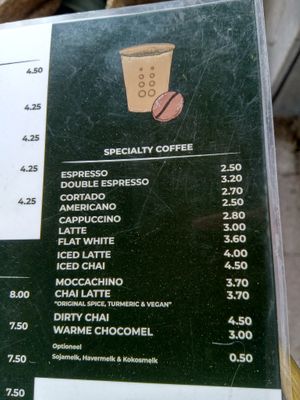 4.50
4.25
4.25
4.25
4.25
8.00
7.50
7.50
7.50
SPECIALTY COFFEE
ESPRESSO 2.50
DOUBLE ESPRESSO 3.20
CORTADO 2.70
AMERICANO 2.50
CAPPUCCINO 2.80
LATTE 3.00
FLAT WHITE 3.60
ICED LATTE 4.00
ICED CHAI 4.50
MOCCACHINO 3.70
CHAI LATTE 3.70
"ORIGINAL SPICE, TURMERIC & VEGAN"
DIRTY CHAI 4.50
WARME CHOCOMEL 3.00
Optioneel
Sojamelk, Havermelk & Kokosmelk 0.50